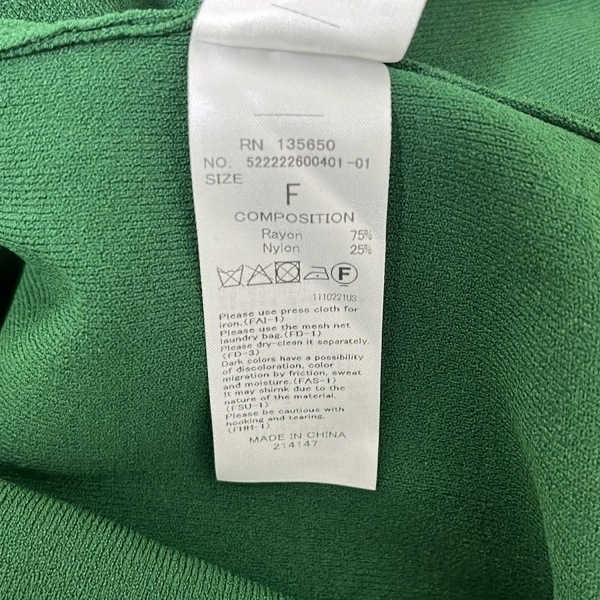 RN 135650
NO. 522222600401-01
SIZE
F
COMPOSITION
Rayon 75%
Nylon 25%
F
1110221US
Please use press cloth for
iron.(FAI-1)
Please use the mesh net
laundry bag.(FD-1)
Please dry-clean it separately.
(FD-3)
Dark colors have a possibility
of discoloration, color
migration by friction, sweat
and moisture.(FAS-1)
It may shirnk due to the
nature of the material.
(FSU-1)
Please be cautious with
hooking and tearing.
(FHH-1)
MADE IN CHINA
214147